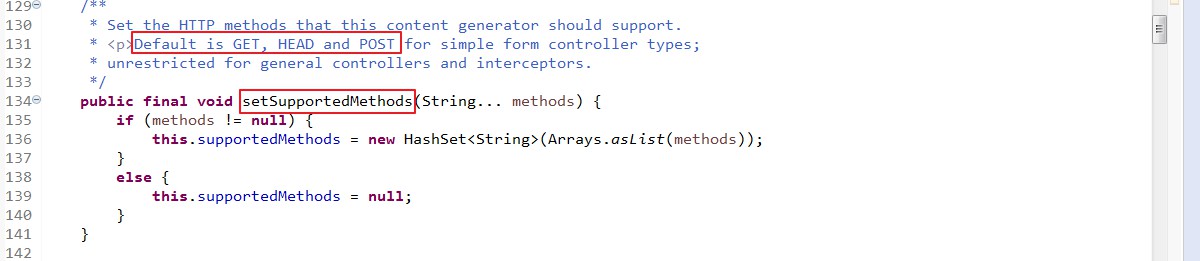 129 /**
130 * Set the HTTP methods that this content generator should support.
131 * <p>Default is GET, HEAD and POST for simple form controller types;
132 * unrestricted for general controllers and interceptors.
133 */
134 public final void setSupportedMethods(String... methods) {
135 if (methods != null) {
136 this.supportedMethods = new HashSet<String>(Arrays.asList(methods));
137 }
138 else {
139 this.supportedMethods = null;
140 }
141 }
142